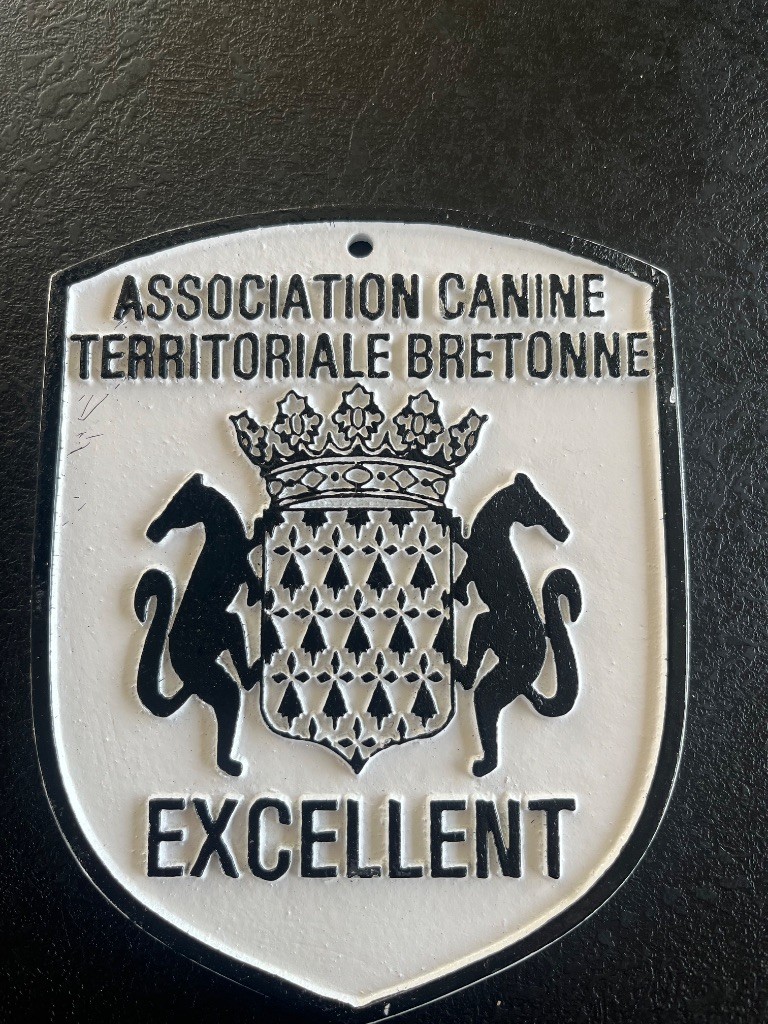 ASSOCIATION CANINE
TERRITORIALE BRETONNE
EXCELLENT